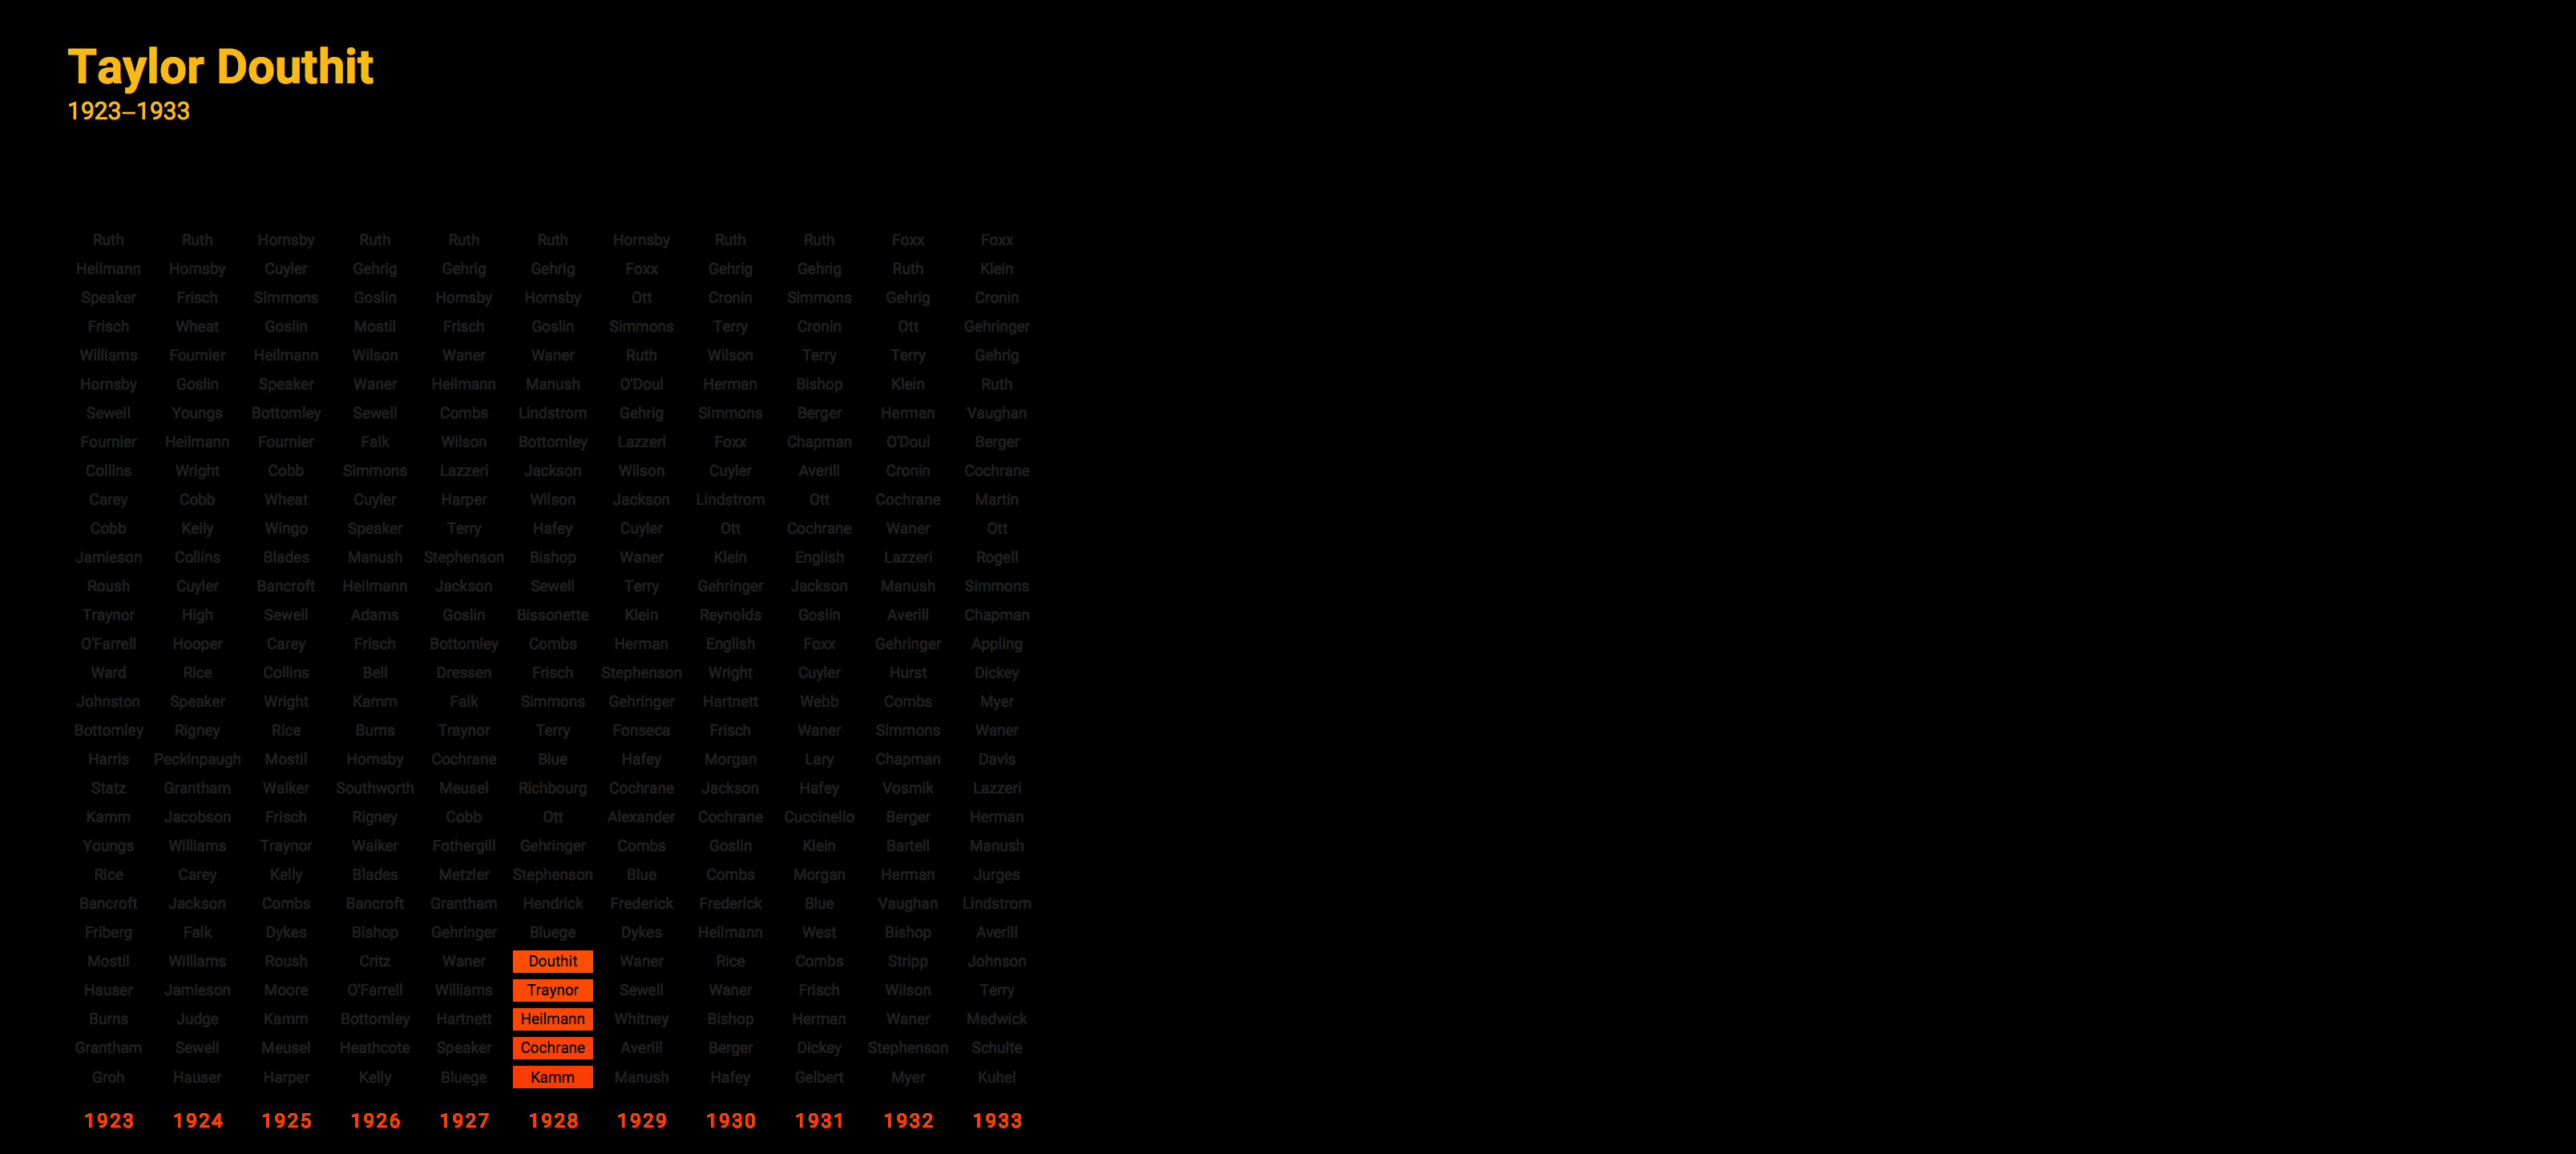 Taylor Douthit
1923–1933
Ruth Ruth Hornsby Ruth Ruth Ruth Hornsby Ruth Ruth Foxx Foxx
Heilmann Hornsby Cuyler Gehrig Gehrig Gehrig Foxx Gehrig Gehrig Ruth Klein
Speaker Frisch Simmons Goslin Hornsby Hornsby Ott Cronin Simmons Gehrig Cronin
Frisch Wheat Goslin Mostil Frisch Goslin Simmons Terry Cronin Ott Gehringer
Williams Fournier Heilmann Wilson Waner Waner Ruth Wilson Terry Terry Gehrig
Hornsby Goslin Speaker Waner Heilmann Manush O'Doul Herman Bishop Klein Ruth
Sewell Youngs Bottomley Sewell Combs Lindstrom Gehrig Simmons Berger Herman Vaughan
Fournier Heilmann Fournier Falk Wilson Bottomley Lazzeri Foxx Chapman O'Doul Berger
Collins Wright Cobb Simmons Lazzeri Jackson Wilson Cuyler Averill Cronin Cochrane
Carey Cobb Wheat Cuyler Harper Wilson Jackson Lindstrom Ott Cochrane Martin
Cobb Kelly Wingo Speaker Terry Hafey Cuyler Ott Cochrane Waner Ott
Jamieson Collins Blades Manush Stephenson Bishop Waner Klein English Lazzeri Rogell
Roush Cuyler Bancroft Heilmann Jackson Sewell Terry Gehringer Jackson Manush Simmons
Traynor High Sewell Adams Goslin Bissonette Klein Reynolds Goslin Averill Chapman
O'Farrell Hooper Carey Frisch Bottomley Combs Herman English Foxx Gehringer Appling
Ward Rice Collins Bell Dressen Frisch Stephenson Wright Cuyler Hurst Dickey
Johnston Speaker Wright Kamm Falk Simmons Gehringer Hartnett Webb Combs Myer
Bottomley Rigney Rice Burns Traynor Terry Fonseca Frisch Waner Simmons Waner
Harris Peckinpaugh Mostil Hornsby Cochrane Blue Hafey Morgan Lary Chapman Davis
Statz Grantham Walker Southworth Meusel Richbourg Cochrane Jackson Hafey Vosmik Lazzeri
Kamm Jacobson Frisch Rigney Cobb Ott Alexander Cochrane Cuccinello Berger Herman
Youngs Williams Traynor Walker Fothergill Gehringer Combs Goslin Klein Bartell Manush
Rice Carey Kelly Blades Metzler Stephenson Blue Combs Morgan Herman Jurges
Bancroft Jackson Combs Bancroft Grantham Hendrick Frederick Frederick Blue Vaughan Lindstrom
Friberg Falk Dykes Bishop Gehringer Bluege Dykes Heilmann West Bishop Averill
Mostil Williams Roush Critz Waner Douthit Waner Rice Combs Stripp Johnson
Hauser Jamieson Moore O'Farrell Williams Traynor Sewell Waner Frisch Wilson Terry
Burns Judge Kamm Bottomley Hartnett Heilmann Whitney Bishop Herman Waner Medwick
Grantham Sewell Meusel Heathcote Speaker Cochrane Averill Berger Dickey Stephenson Schulte
Groh Hauser Harper Kelly Bluege Kamm Manush Hafey Gelbert Myer Kuhel
1923 1924 1925 1926 1927 1928 1929 1930 1931 1932 1933